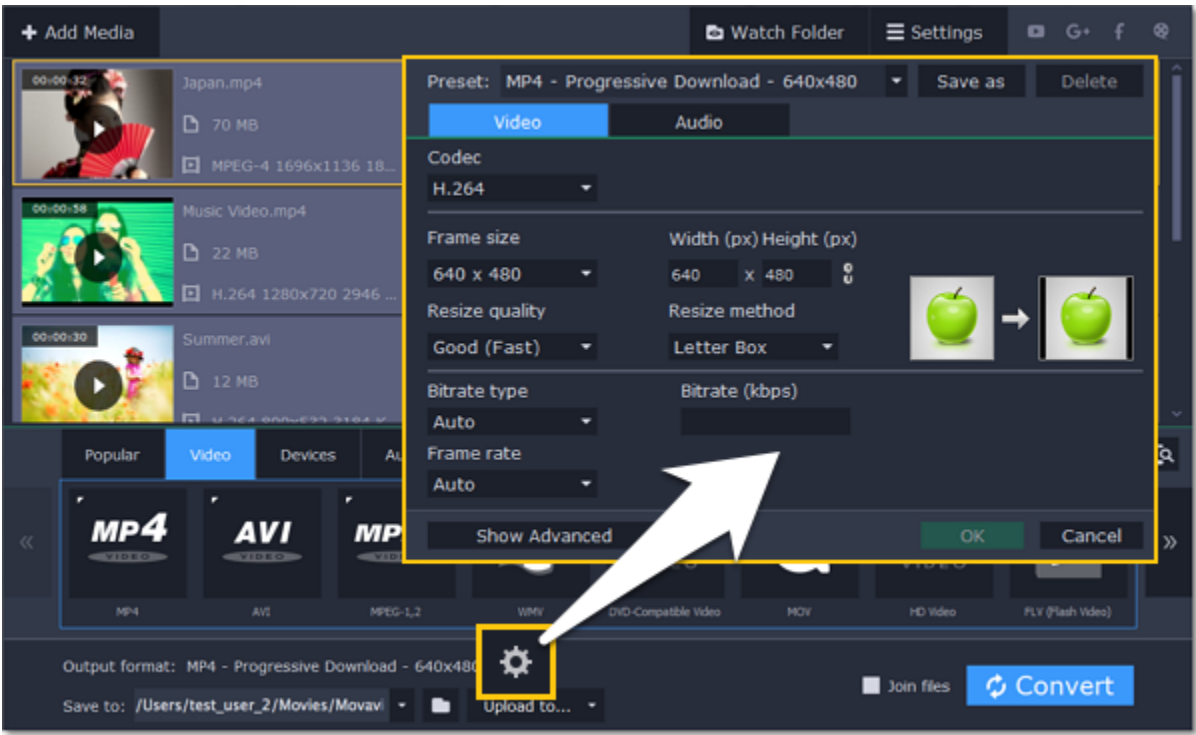 Add Media
Watch Folder
Settings
G+
f
00:00:32
Japan.mp4
70 MB
MPEG-4 1696x1136 18...
00:00:58
Music Video.mp4
22 MB
H.264 1280x720 2946 ...
00:00:30
Summer.avi
12 MB
Preset: MP4 - Progressive Download - 640x480
Save as
Delete
Video
Audio
Codec
H.264
Frame size
Width (px) Height (px)
640 x 480
640 x 480
Resize quality
Resize method
Good (Fast)
Letter Box
Bitrate type
Bitrate (kbps)
Auto
Frame rate
Auto
Show Advanced
OK
Cancel
Popular
Video
Devices
Au
MP4
VIDEO
AVI
VIDEO
MP
MP4
AVI
MPEG-1,2
WMV
DVD-Compatible Video
MOV
HD Video
FLV (Flash Video)
Output format: MP4 - Progressive Download - 640x480
Save to: /Users/test_user_2/Movies/Movavi
Upload to...
Join files
Convert